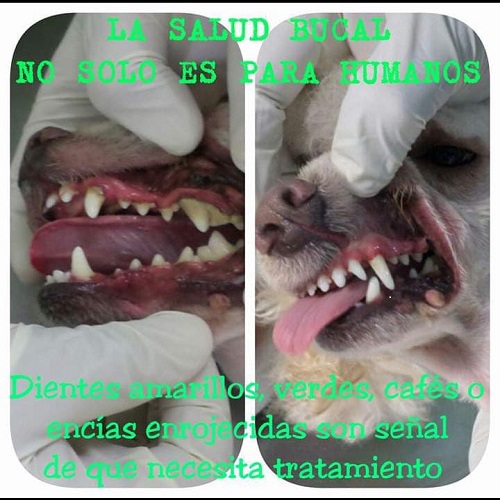 LA SALUD BUCAL
NO SOLO ES PARA HUMANOS
Dientes amarillos, verdes, cafés o
encías enrojecidas son señal
de que necesita tratamiento